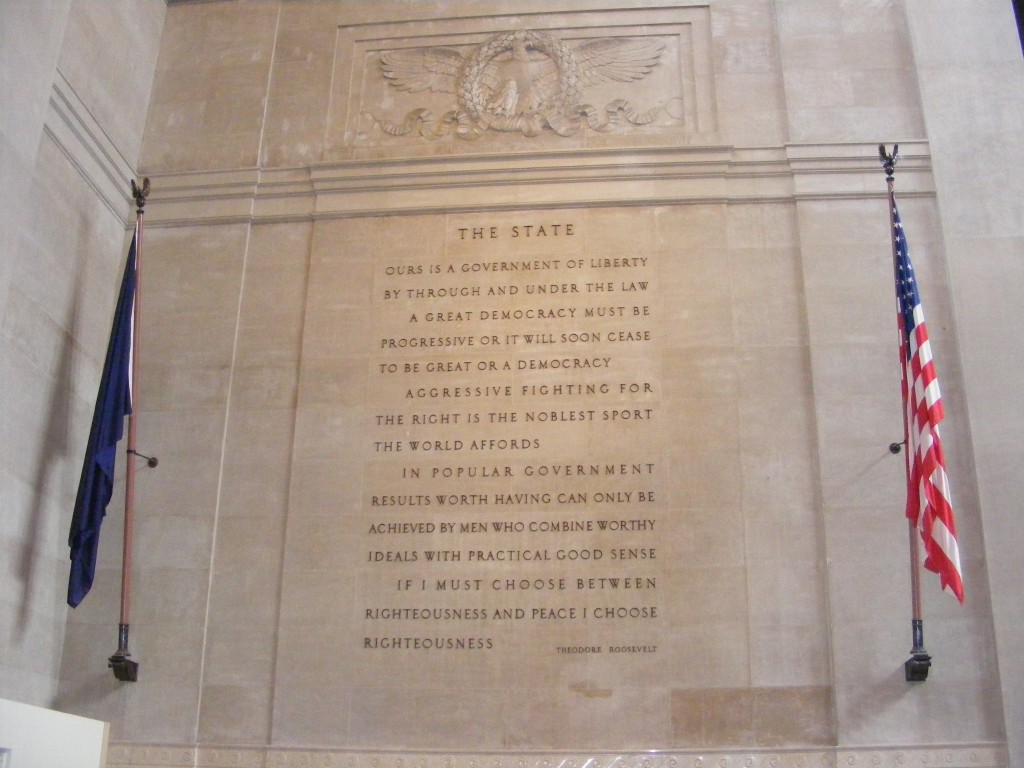 THE STATE
OURS IS A GOVERNMENT OF LIBERTY
BY THROUGH AND UNDER THE LAW
A GREAT DEMOCRACY MUST BE
PROGRESSIVE OR IT WILL SOON CEASE
TO BE GREAT OR A DEMOCRACY
AGGRESSIVE FIGHTING FOR
THE RIGHT IS THE NOBLEST SPORT
THE WORLD AFFORDS
IN POPULAR GOVERNMENT
RESULTS WORTH HAVING CAN ONLY BE
ACHIEVED BY MEN WHO COMBINE WORTHY
IDEALS WITH PRACTICAL GOOD SENSE
IF I MUST CHOOSE BETWEEN
RIGHTEOUSNESS AND PEACE I CHOOSE
RIGHTEOUSNESS
THEODORE ROOSEVELT